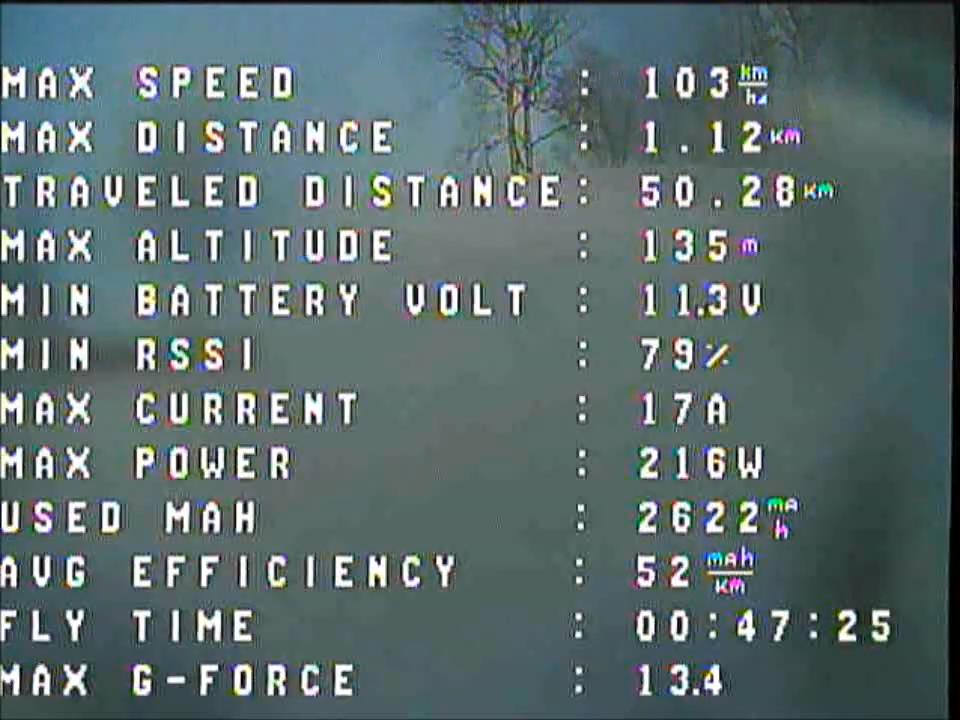 MAX SPEED : 103 km/h
MAX DISTANCE : 1.12 KM
TRAVELED DISTANCE: 50.28 KM
MAX ALTITUDE : 135 m
MIN BATTERY VOLT : 11.3V
MIN RSSI : 79%
MAX CURRENT : 17A
MAX POWER : 216W
USED MAH : 2622 mAh
AVG EFFICIENCY : 52 mAh/KM
FLY TIME : 00:47:25
MAX G-FORCE : 13.4